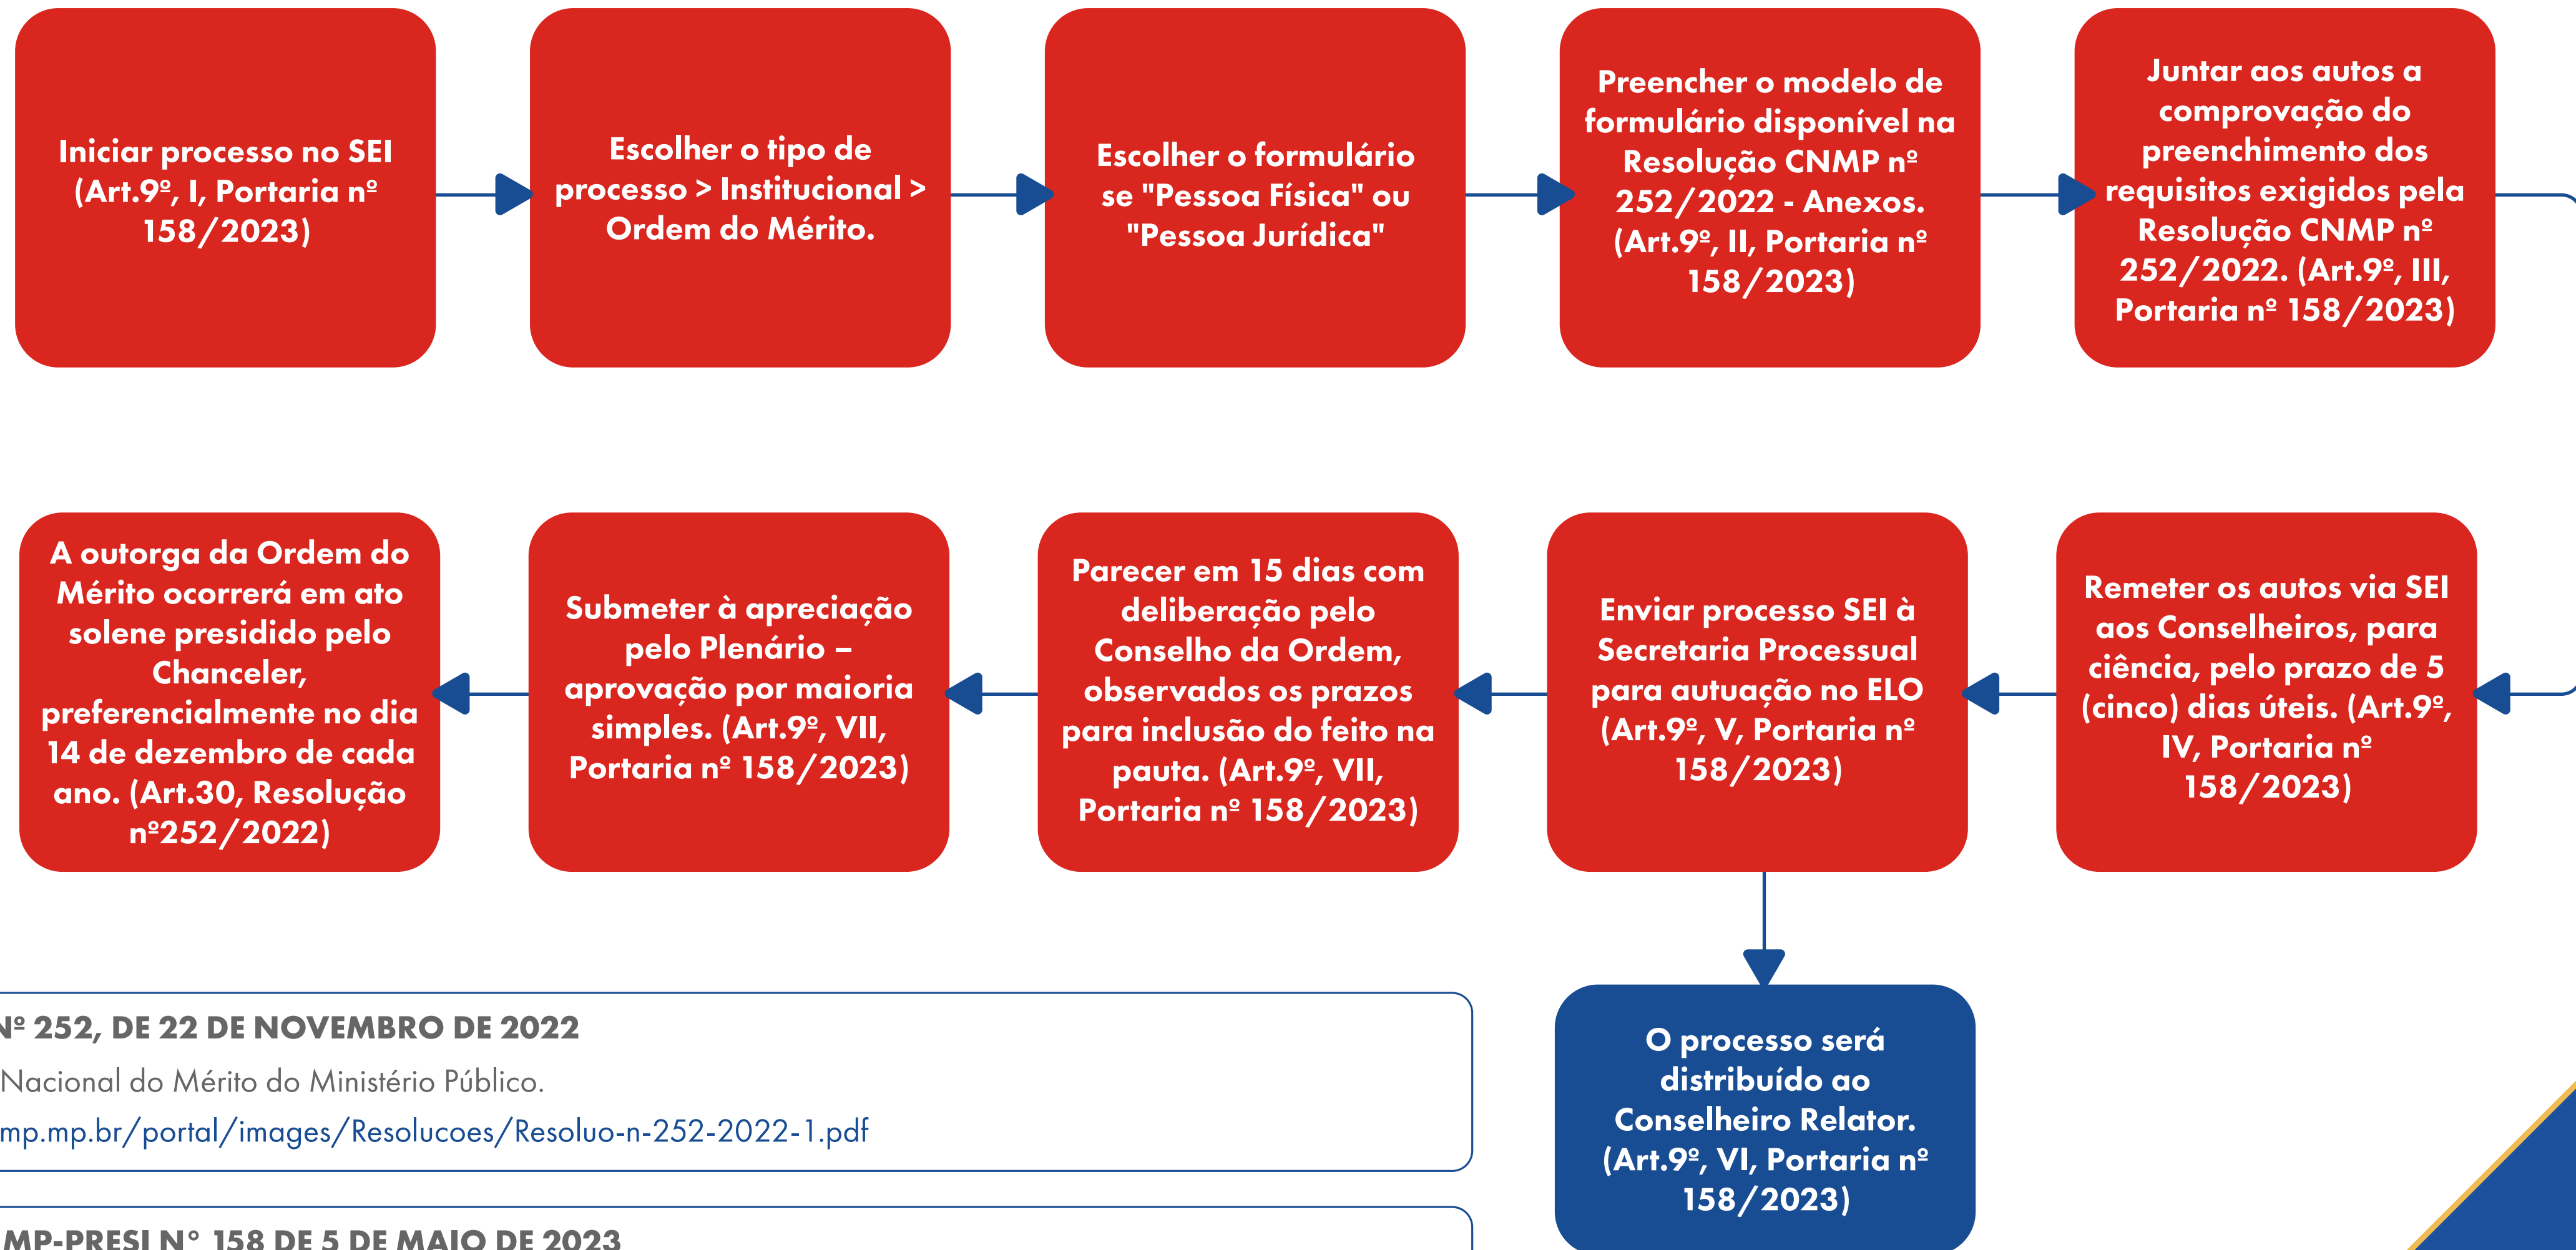 Iniciar processo no SEI
(Art.9º, I, Portaria nº
158/2023)
Escolher o tipo de
processo > Institucional >
Ordem do Mérito.
Escolher o formulário
se "Pessoa Física" ou
"Pessoa Jurídica"
Preencher o modelo de
formulário disponível na
Resolução CNMP nº
252/2022 - Anexos.
(Art.9º, II, Portaria nº
158/2023)
Juntar aos autos a
comprovação do
preenchimento dos
requisitos exigidos pela
Resolução CNMP nº
252/2022. (Art.9º, III,
Portaria nº 158/2023)
Remeter os autos via SEI
aos Conselheiros, para
ciência, pelo prazo de 5
(cinco) dias úteis. (Art.9º,
IV, Portaria nº
158/2023)
Enviar processo SEI à
Secretaria Processual
para autuação no ELO
(Art.9º, V, Portaria nº
158/2023)
Parecer em 15 dias com
deliberação pelo
Conselho da Ordem,
observados os prazos
para inclusão do feito na
pauta. (Art.9º, VII,
Portaria nº 158/2023)
Submeter à apreciação
pelo Plenário –
aprovação por maioria
simples. (Art.9º, VII,
Portaria nº 158/2023)
A outorga da Ordem do
Mérito ocorrerá em ato
solene presidido pelo
Chanceler,
preferencialmente no dia
14 de dezembro de cada
ano. (Art.30, Resolução
nº252/2022)
O processo será
distribuído ao
Conselheiro Relator.
(Art.9º, VI, Portaria nº
158/2023)
Nº 252, DE 22 DE NOVEMBRO DE 2022
Nacional do Mérito do Ministério Público.
mp.mp.br/portal/images/Resolucoes/Resoluo-n-252-2022-1.pdf
MP-PRESI N° 158 DE 5 DE MAIO DE 2023